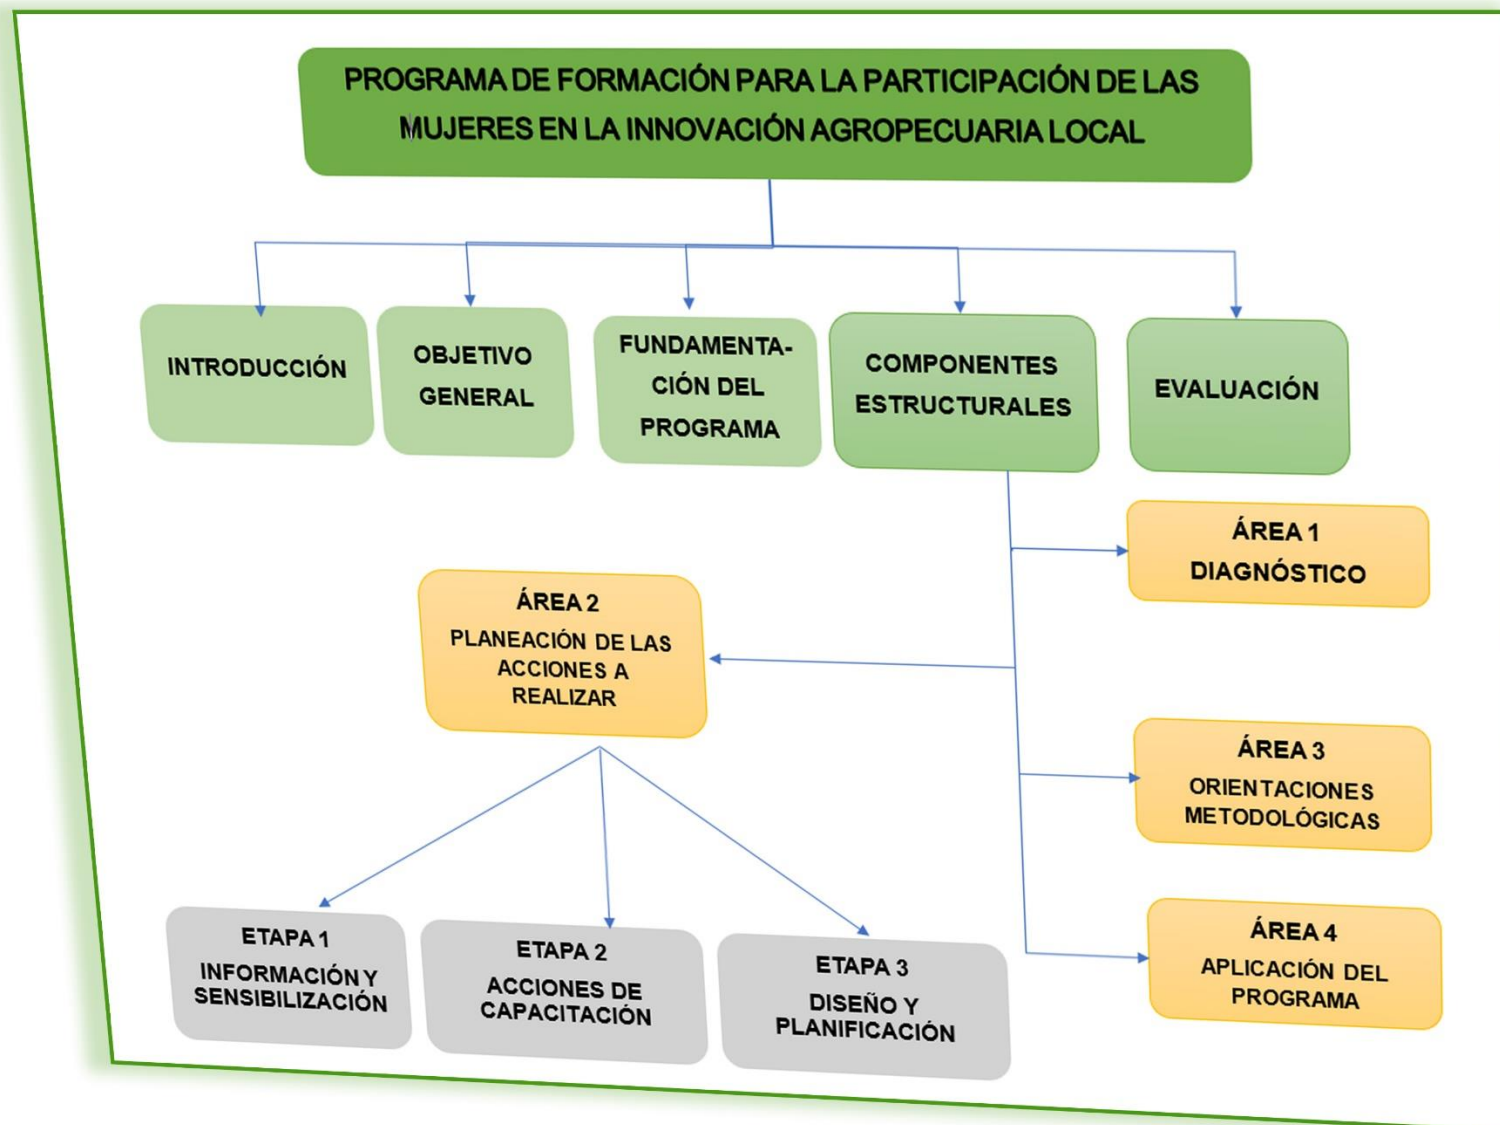 PROGRAMA DE FORMACIÓN PARA LA PARTICIPACIÓN DE LAS
MUJERES EN LA INNOVACIÓN AGROPECUARIA LOCAL
INTRODUCCIÓN
OBJETIVO
GENERAL
FUNDAMENTA-
CIÓN DEL
PROGRAMA
COMPONENTES
ESTRUCTURALES
EVALUACIÓN
ÁREA 1
DIAGNÓSTICO
ÁREA 2
PLANEACIÓN DE LAS
ACCIONES A
REALIZAR
ÁREA 3
ORIENTACIONES
METODOLÓGICAS
ÁREA 4
APLICACIÓN DEL
PROGRAMA
ETAPA 1
INFORMACIÓN Y
SENSIBILIZACIÓN
ETAPA 2
ACCIONES DE
CAPACITACIÓN
ETAPA 3
DISEÑO Y
PLANIFICACIÓN